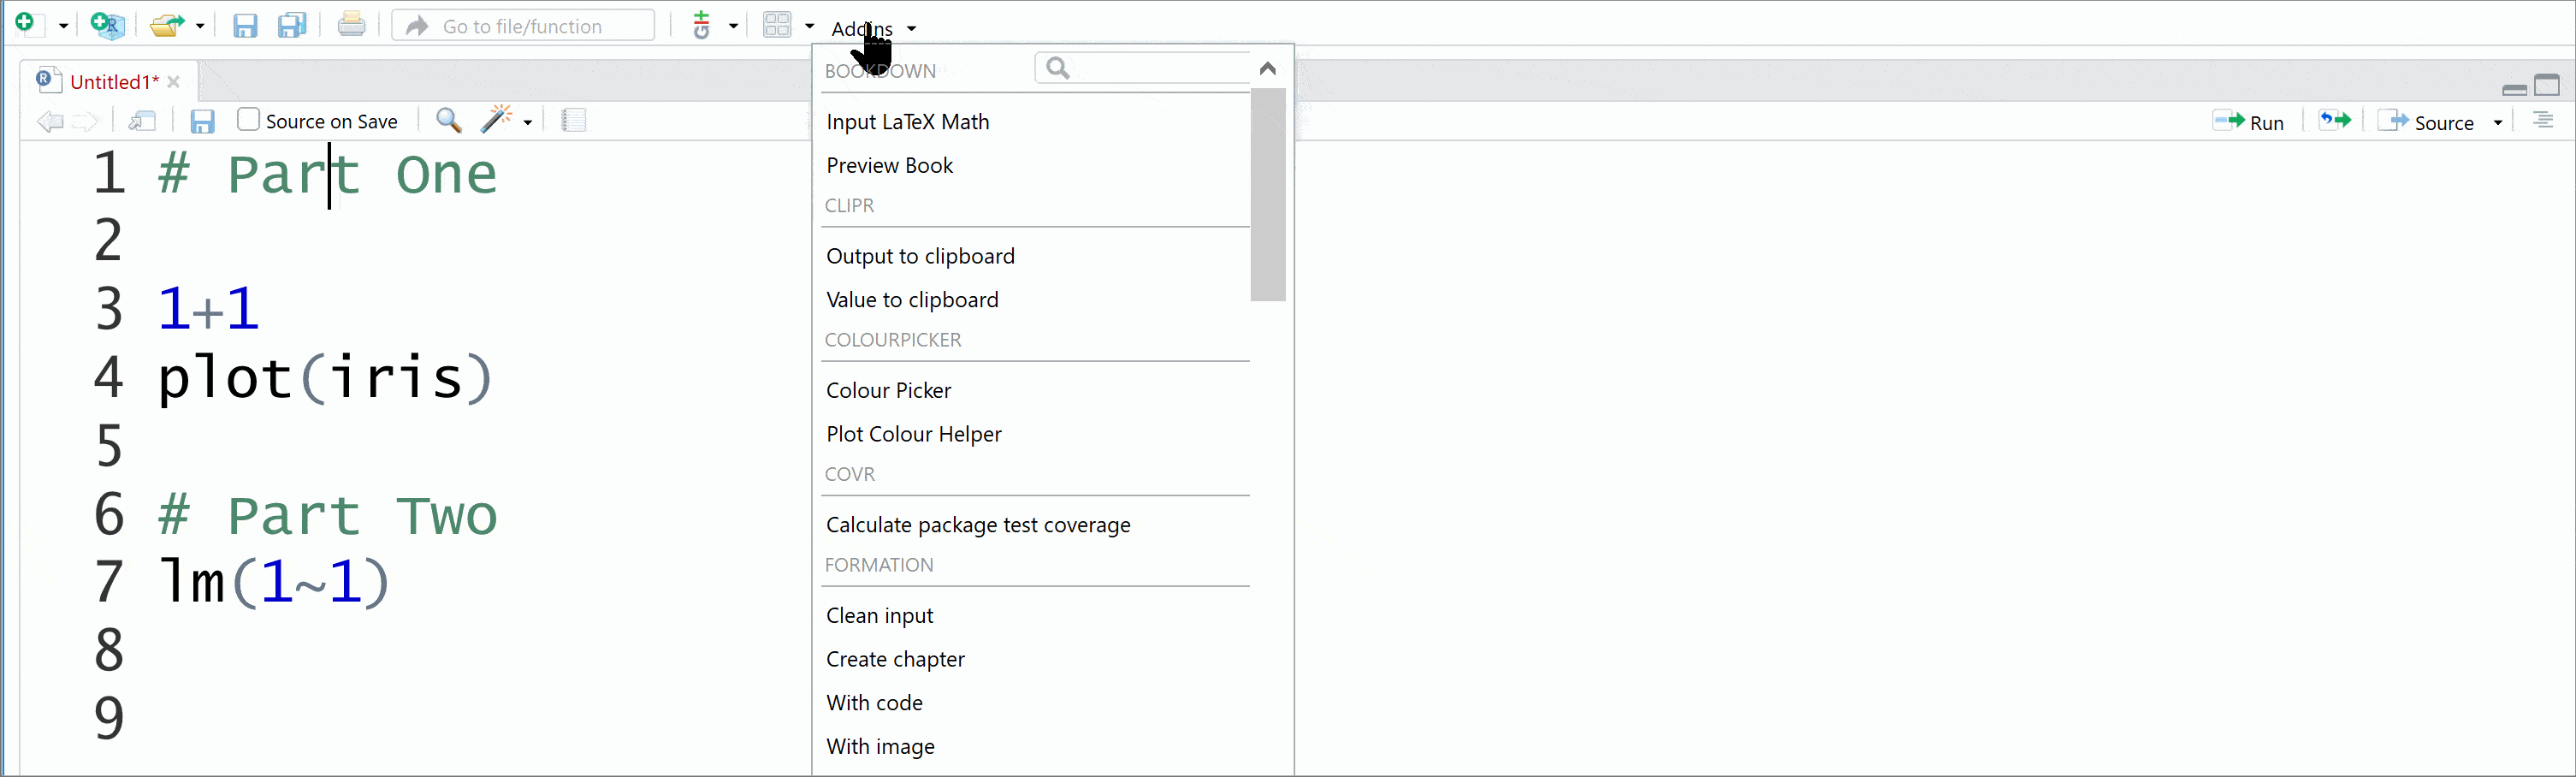 Go to file/function
Addins
Untitled1*
Source on Save
Run
Source
1 # Part One
2
3 1+1
4 plot(iris)
5
6 # Part Two
7 lm(1~1)
8
9
BOOKDOWN
Input LaTeX Math
Preview Book
CLIPR
Output to clipboard
Value to clipboard
COLOURPICKER
Colour Picker
Plot Colour Helper
COVR
Calculate package test coverage
FORMATION
Clean input
Create chapter
With code
With image